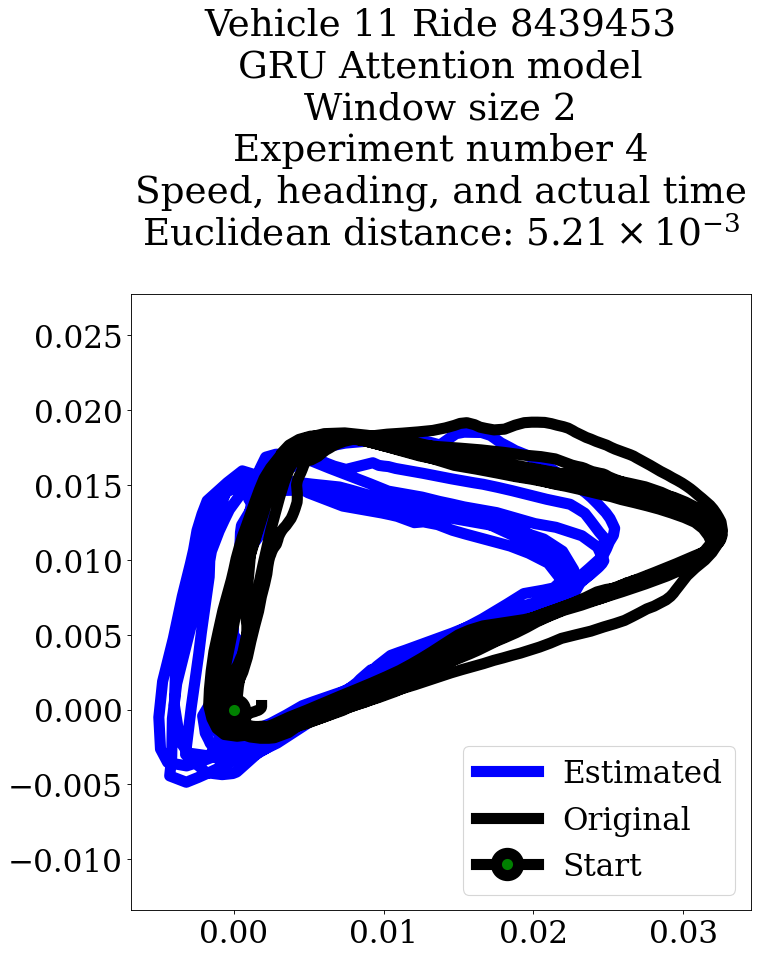 Vehicle 11 Ride 8439453
GRU Attention model
Window size 2
Experiment number 4
Speed, heading, and actual time
Euclidean distance: 5.21 × 10⁻³
0.025
0.020
0.015
0.010
0.005
0.000
−0.005
−0.010
Estimated
Original
Start
0.00 0.01 0.02 0.03